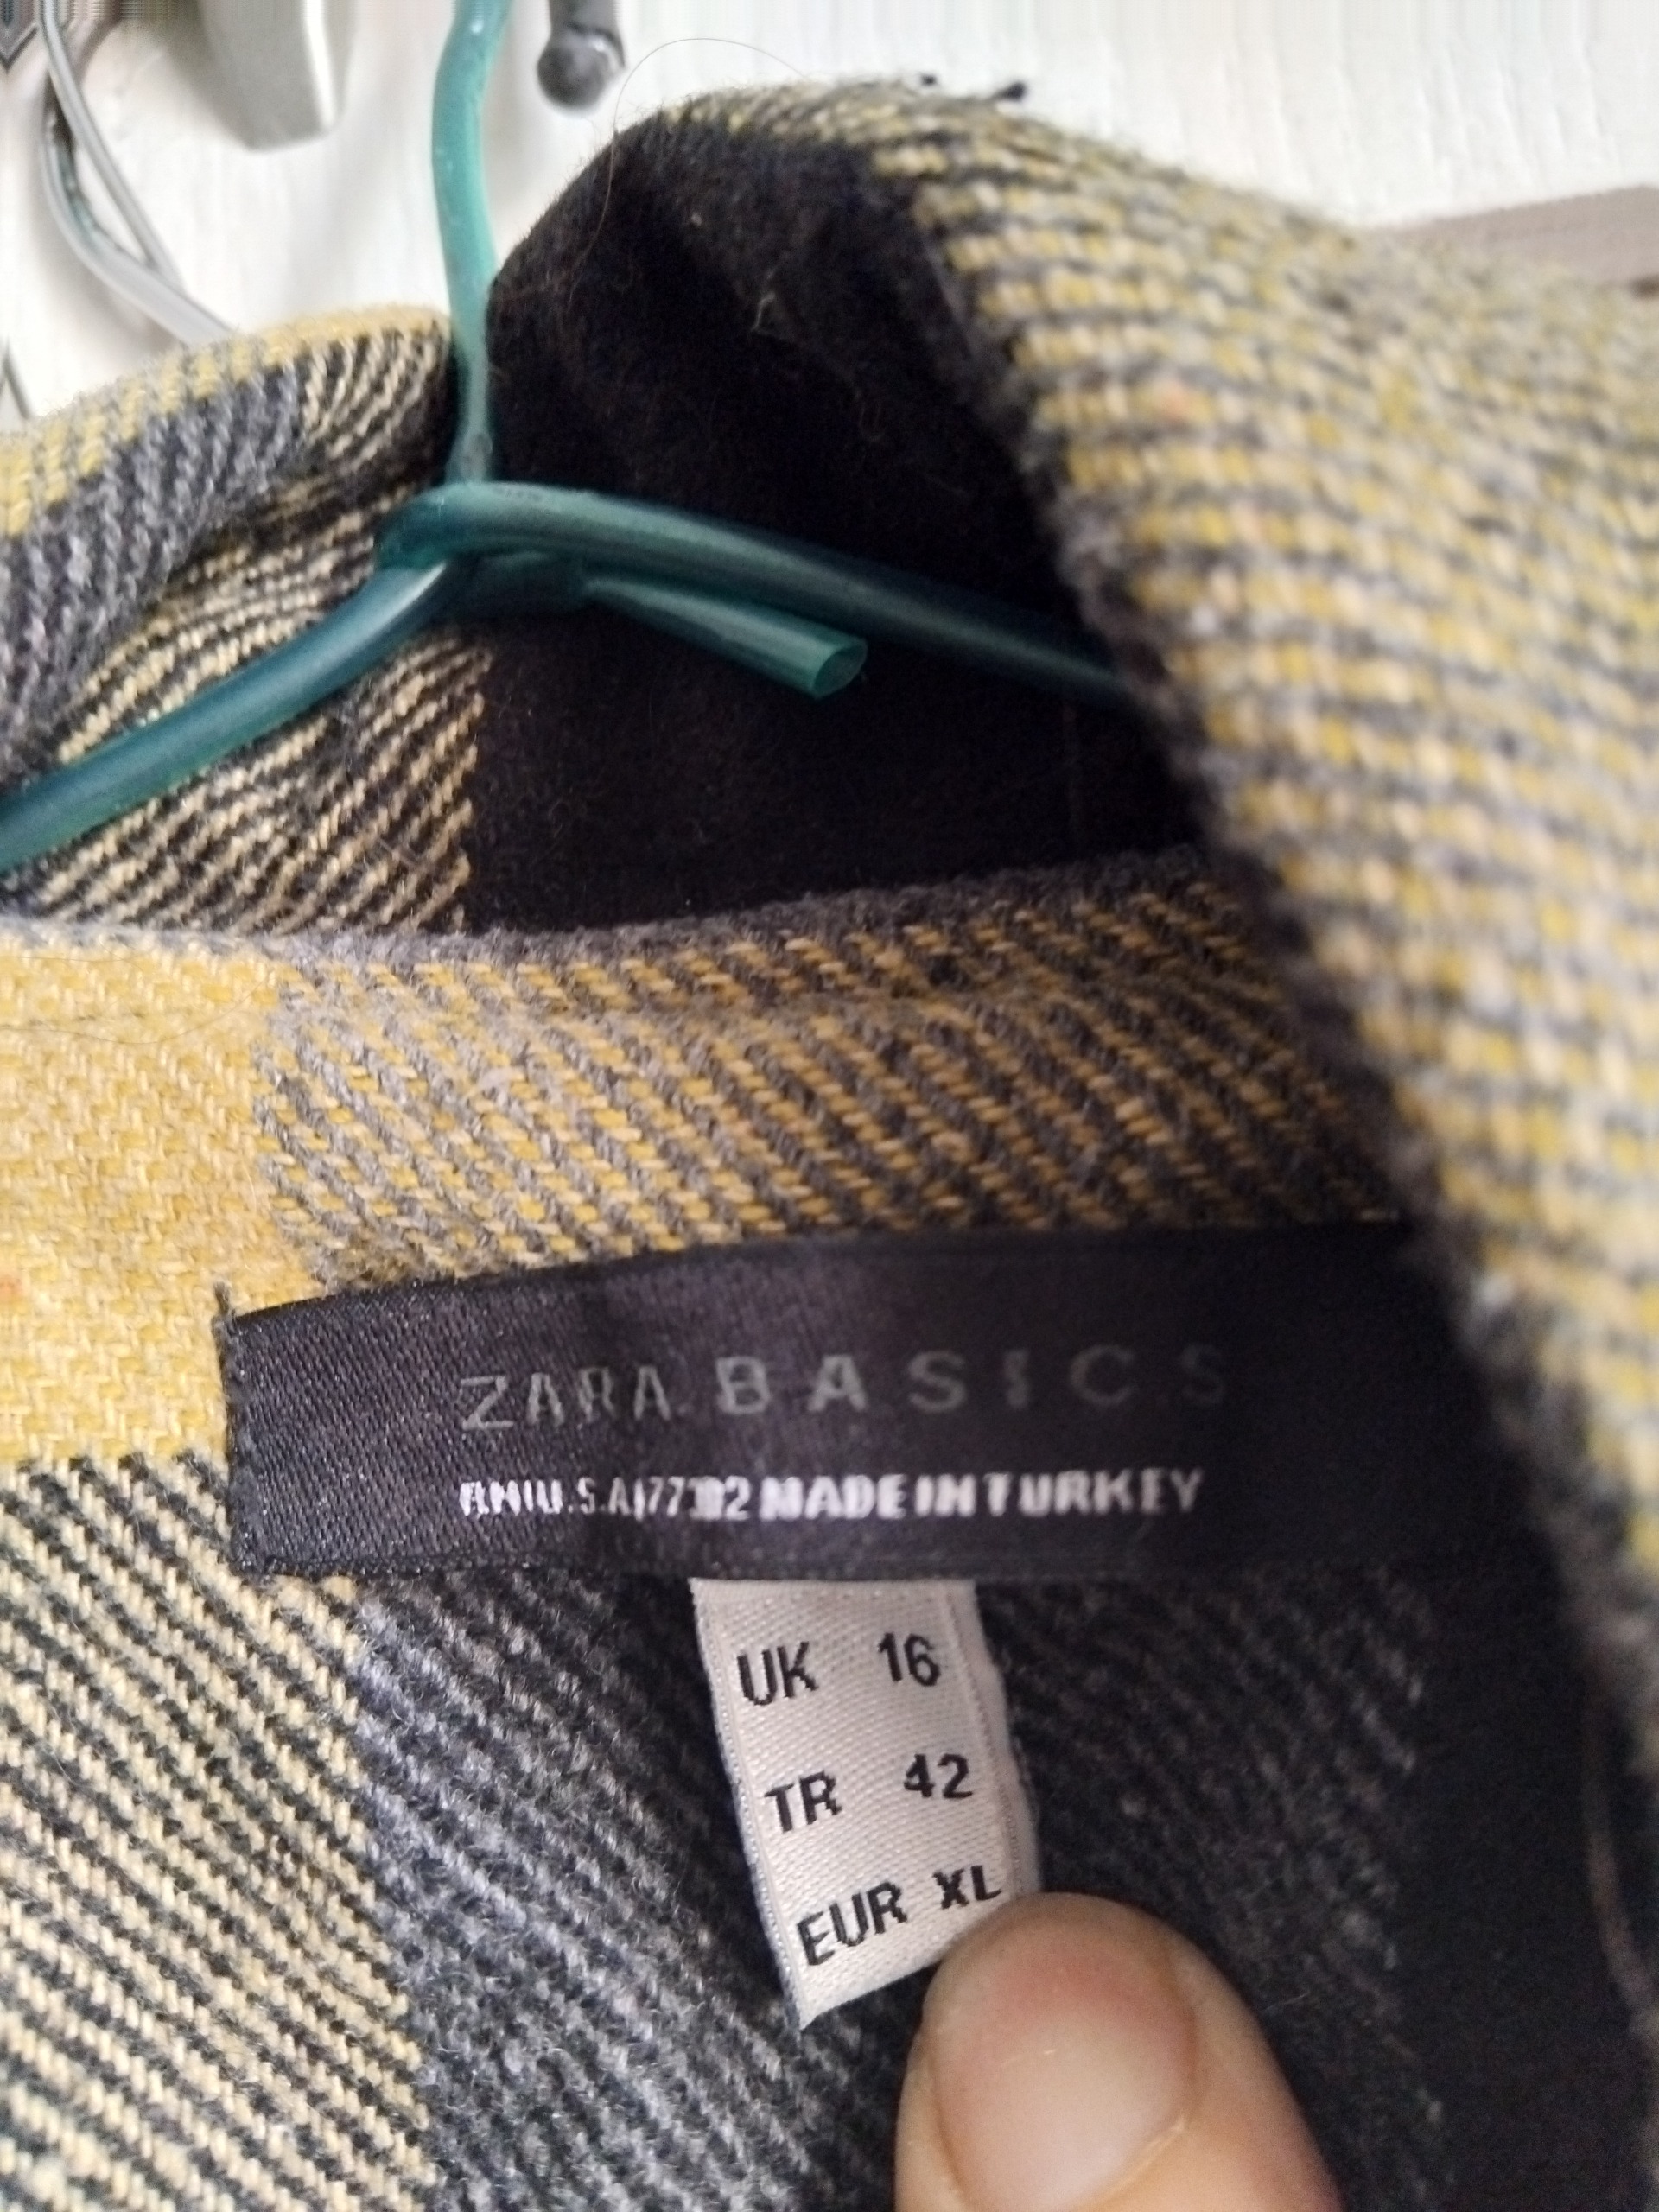 ZARA BASICS
MADE IN TURKEY
UK 16
TR 42
EUR XL